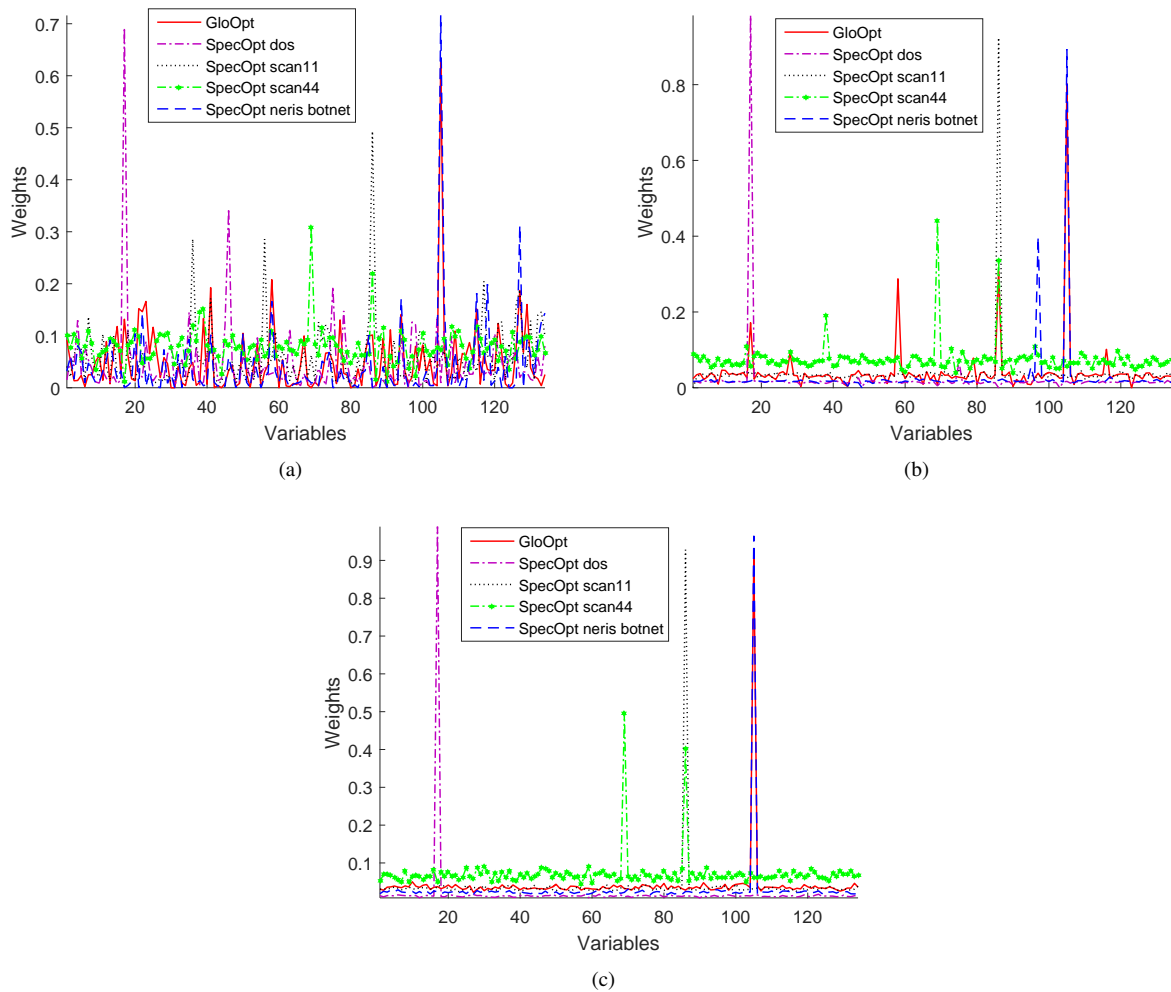 GloOpt
SpecOpt dos
SpecOpt scan11
SpecOpt scan44
SpecOpt neris botnet
0.7
0.6
0.5
0.4
0.3
0.2
0.1
0
Weights
20 40 60 80 100 120
Variables
(a)
GloOpt
SpecOpt dos
SpecOpt scan11
SpecOpt scan44
SpecOpt neris botnet
0.8
0.6
0.4
0.2
0
Weights
20 40 60 80 100 120
Variables
(b)
GloOpt
SpecOpt dos
SpecOpt scan11
SpecOpt scan44
SpecOpt neris botnet
0.9
0.8
0.7
0.6
0.5
0.4
0.3
0.2
0.1
Weights
20 40 60 80 100 120
Variables
(c)